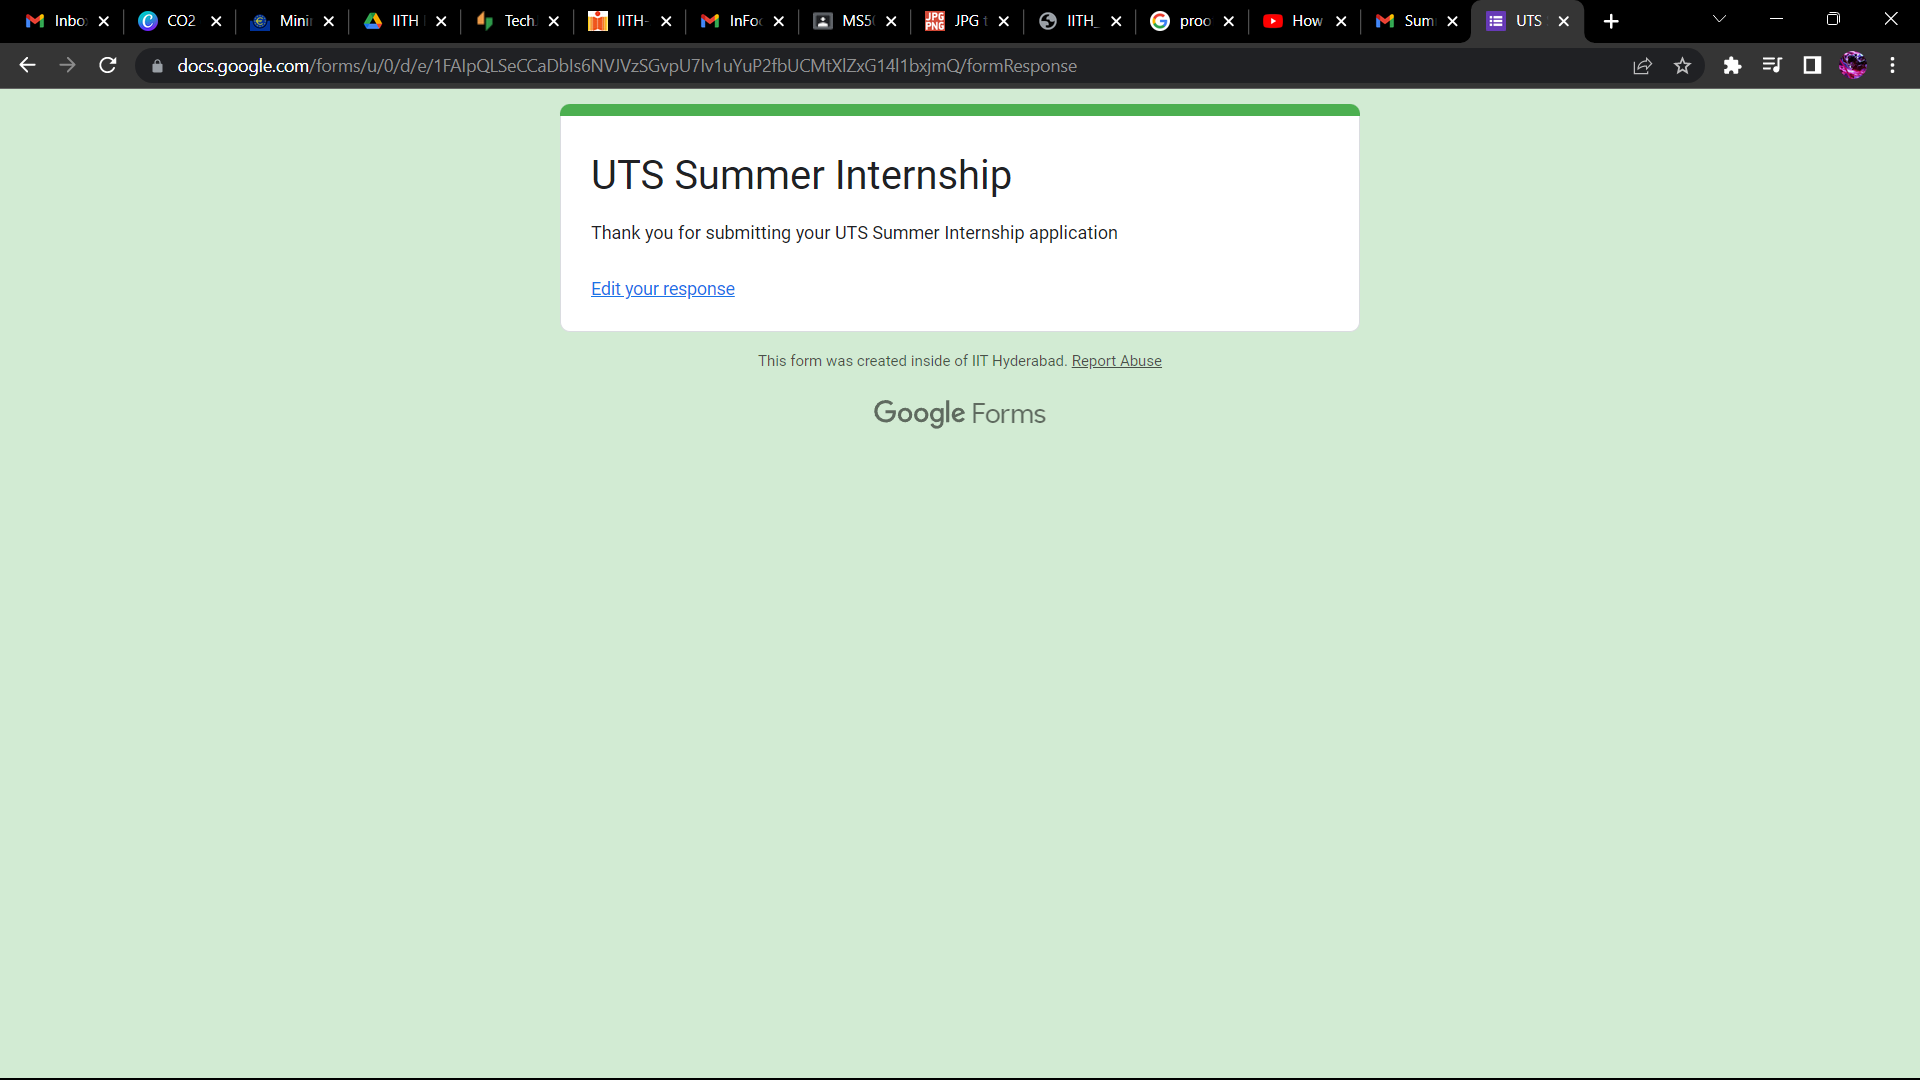 Inbo CO2 Mini IITH Tech IITH- InFo MS5 JPG t IITH_ proo How Sum UTS
docs.google.com/forms/u/0/d/e/1FAIpQLSeCCaDbIs6NVJVzSGvpU7Iv1uYuP2fbUCMtXlZxG14l1bxjmQ/formResponse
UTS Summer Internship
Thank you for submitting your UTS Summer Internship application
Edit your response
This form was created inside of IIT Hyderabad. Report Abuse
Google Forms